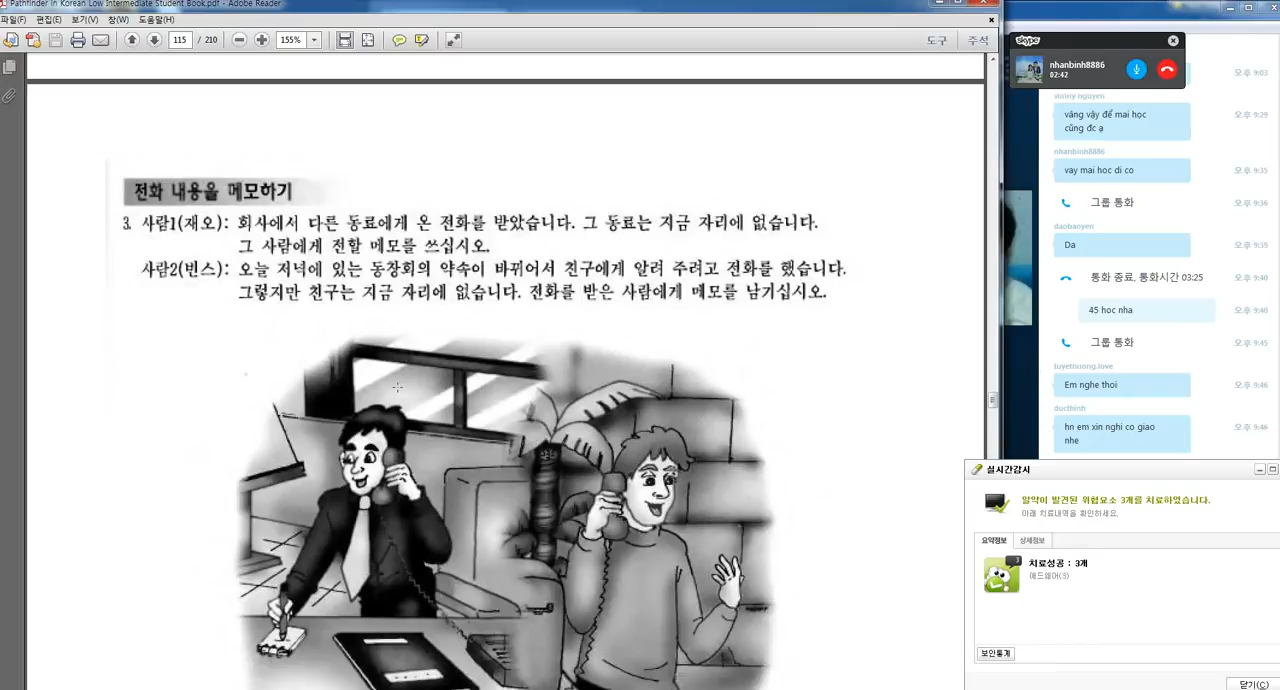 Pathfinder in Korean Low Intermediate Student Book.pdf - Adobe Reader
파일(F) 편집(E) 보기(V) 창(W) 도움말(H)
115 / 210 155% 도구 주석
전화 내용을 메모하기
3. 사람1(재오): 회사에서 다른 동료에게 온 전화를 받았습니다. 그 동료는 지금 자리에 없습니다.
그 사람에게 전할 메모를 쓰십시오.
사람2(빈스): 오늘 저녁에 있는 동창회의 약속이 바뀌어서 친구에게 알려 주려고 전화를 했습니다.
그렇지만 친구는 지금 자리에 없습니다. 전화를 받은 사람에게 메모를 남기십시오.
skype
nhanbinh8886
02:42
오후 9:03
sunny nguyen
vâng vậy để mai học
cũng đc ạ
오후 9:29
nhanbinh8886
vay mai hoc di co
오후 9:35
그룹 통화
오후 9:36
daobanyen
Da
오후 9:39
통화 종료, 통화시간 03:25
오후 9:40
45 hoc nha
오후 9:40
그룹 통화
오후 9:45
tuyetnuong.love
Em nghe thoi
오후 9:46
ducthinh
hn em xin nghi co giao
nhe
오후 9:46
실시간감시
알약이 발견된 위협요소 3개를 치료하였습니다.
아래 치료내역을 확인하세요.
요약정보 상세정보
3
치료성공 : 3개
애드웨어(3)
보안통계
닫기(C)